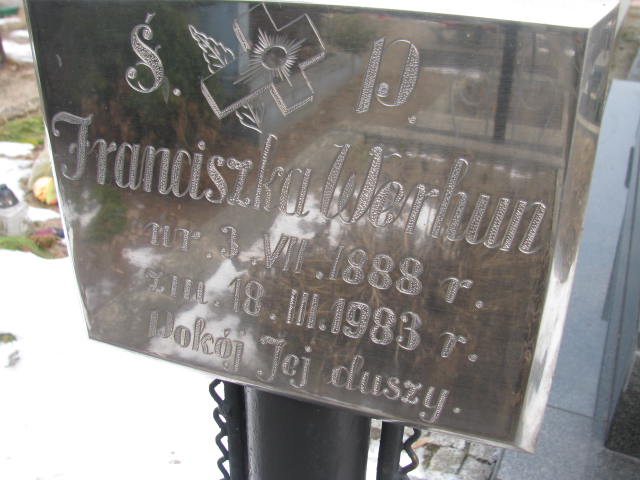 Ś. P.
Franciszka Werhun
ur. 3.VII.1888 r.
zm. 18.III.1983 r.
Pokój Jej duszy.